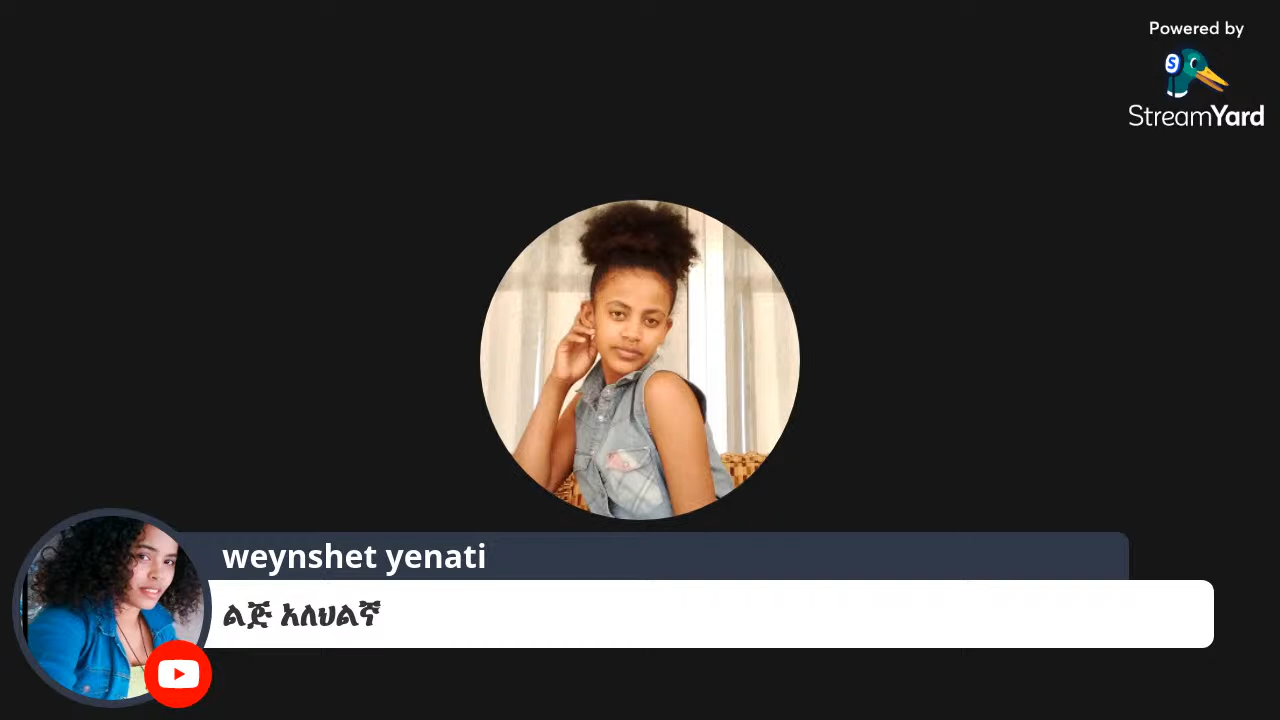 Powered by
StreamYard
weynshet yenati
ልጅ አለህልኛ